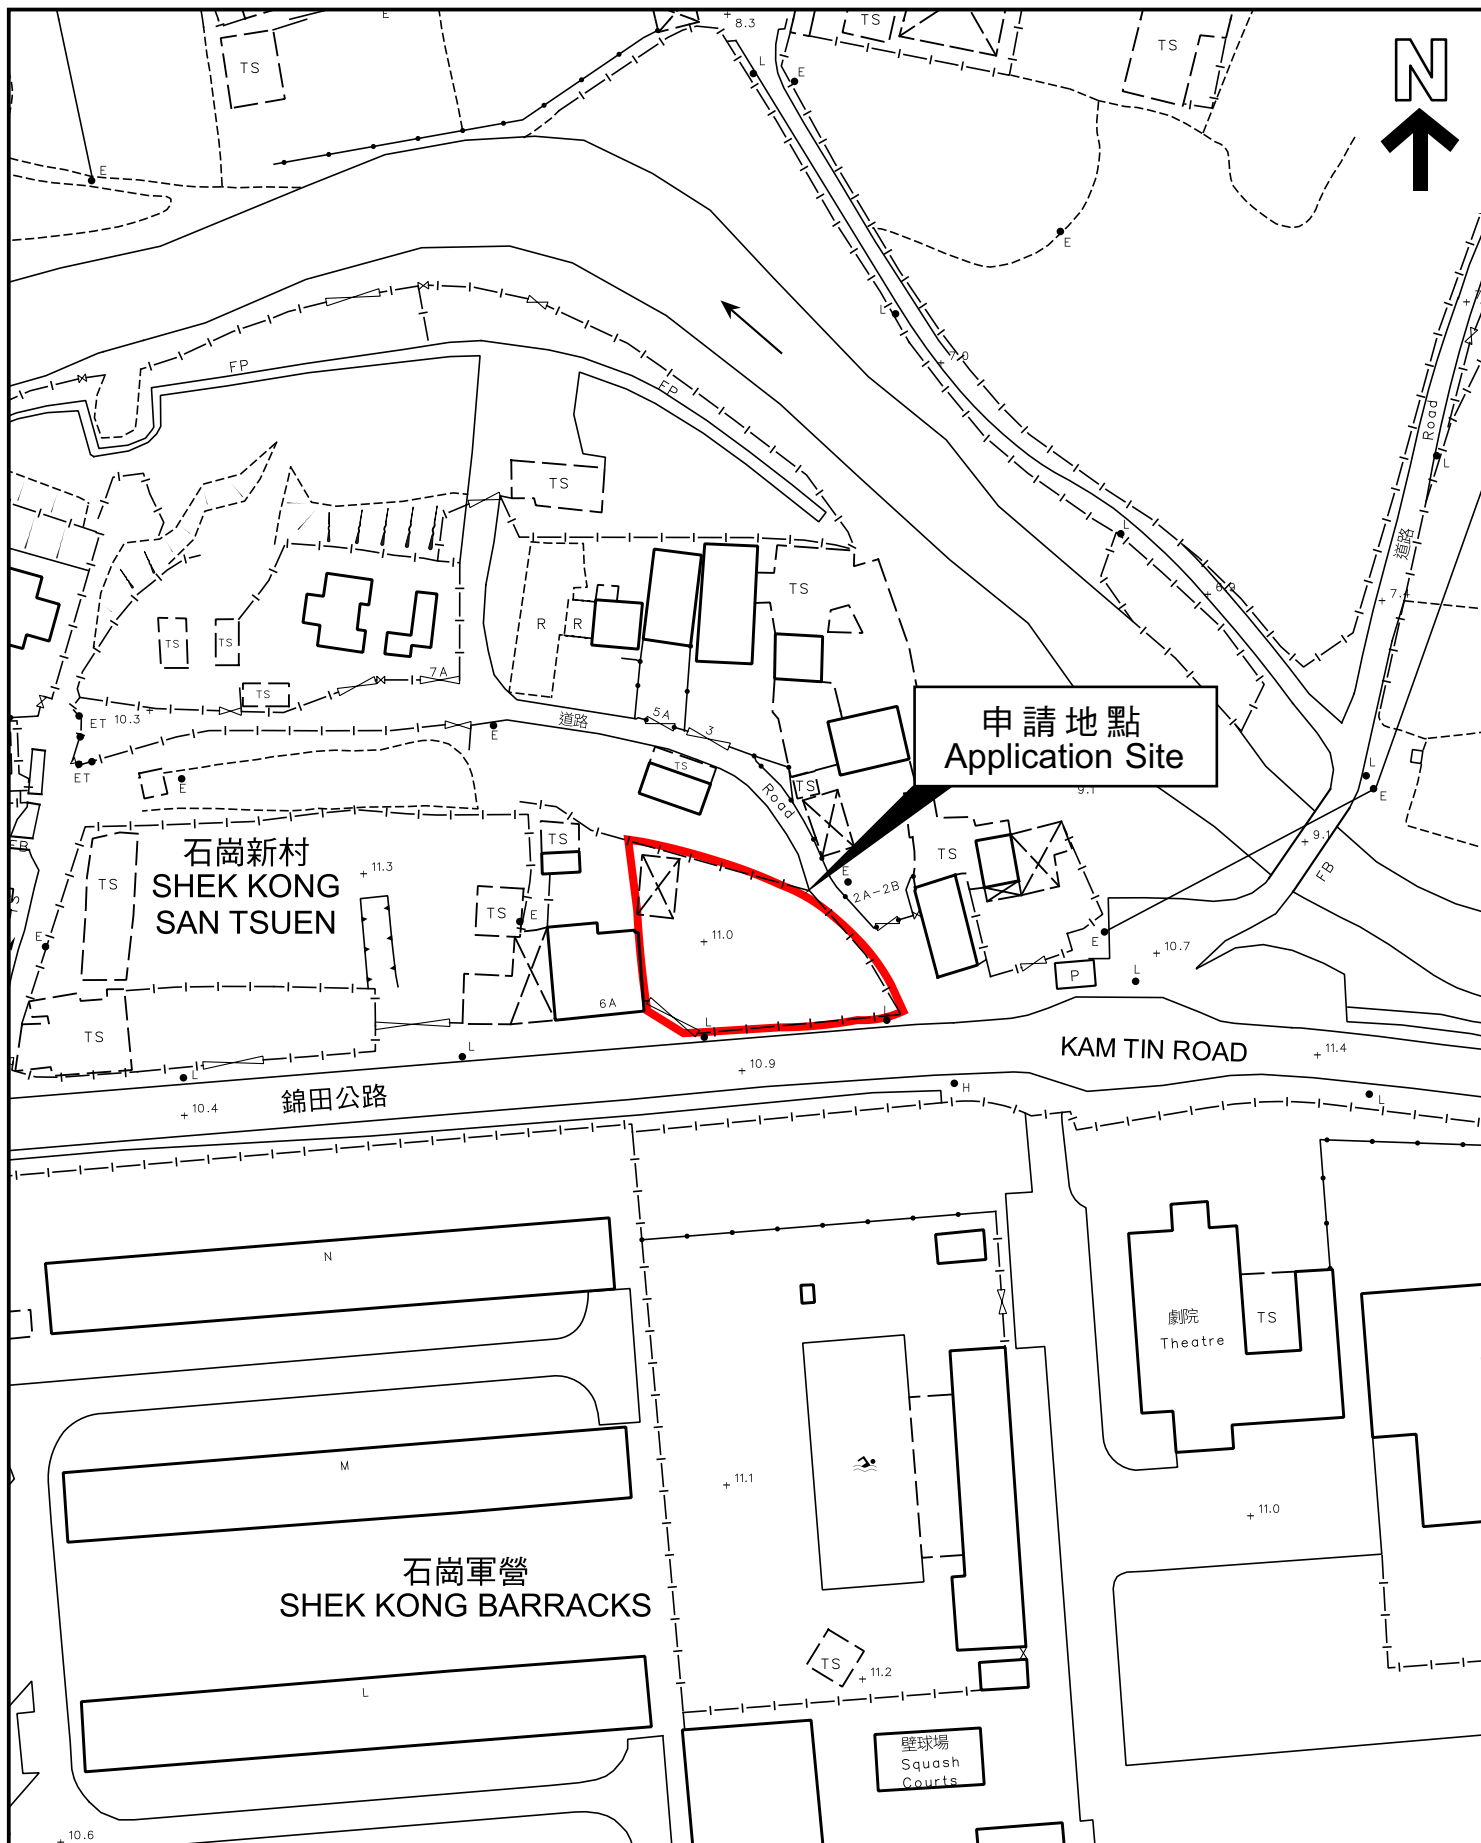 E
8.3
TS
TS
TS
N
L
E
E
E
L
7.0
FP
FP
Road
L
道路
TS
L
6.9
7.4
TS
R
R
TS
TS
TS
7A
ET
10.3
E
道路
5A
3
申請地點
Application Site
ET
E
TS
Road
TS
9.1
L
E
9.1
FB
FB
石崗新村
SHEK KONG
SAN TSUEN
11.3
TS
TS
TS
E
TS
E
2A-2B
TS
E
11.0
E
10.7
P
L
6A
TS
L
L
KAM TIN ROAD
11.4
L
L
10.9
H
L
錦田公路
10.4
N
劇院
Theatre
TS
M
11.1
11.0
石崗軍營
SHEK KONG BARRACKS
TS
11.2
L
壁球場
Squash
Courts
10.6